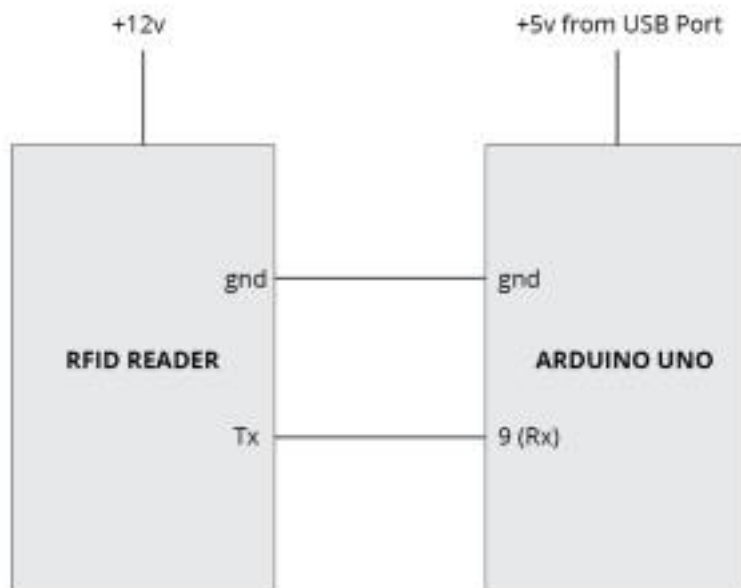 +12v
+5v from USB Port
gnd
gnd
RFID READER
ARDUINO UNO
Tx
9 (Rx)